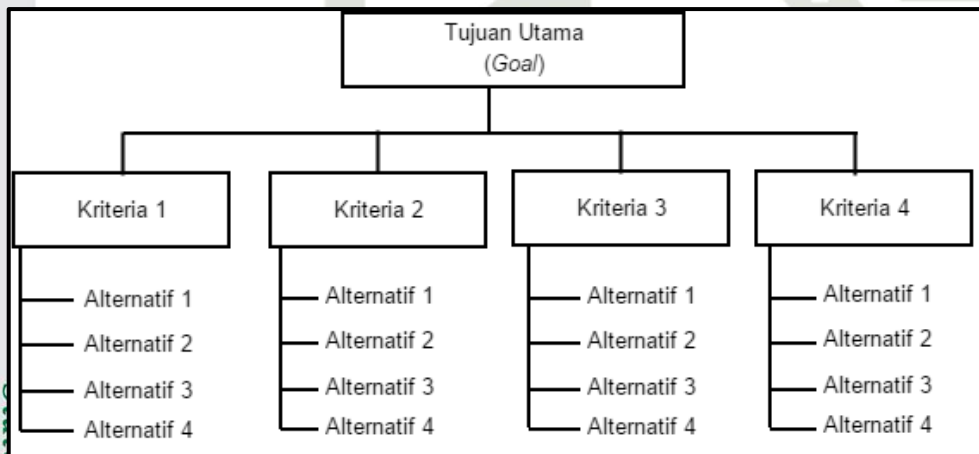 Tujuan Utama
(Goal)
Kriteria 1
Kriteria 2
Kriteria 3
Kriteria 4
Alternatif 1
Alternatif 2
Alternatif 3
Alternatif 4
Alternatif 1
Alternatif 2
Alternatif 3
Alternatif 4
Alternatif 1
Alternatif 2
Alternatif 3
Alternatif 4
Alternatif 1
Alternatif 2
Alternatif 3
Alternatif 4